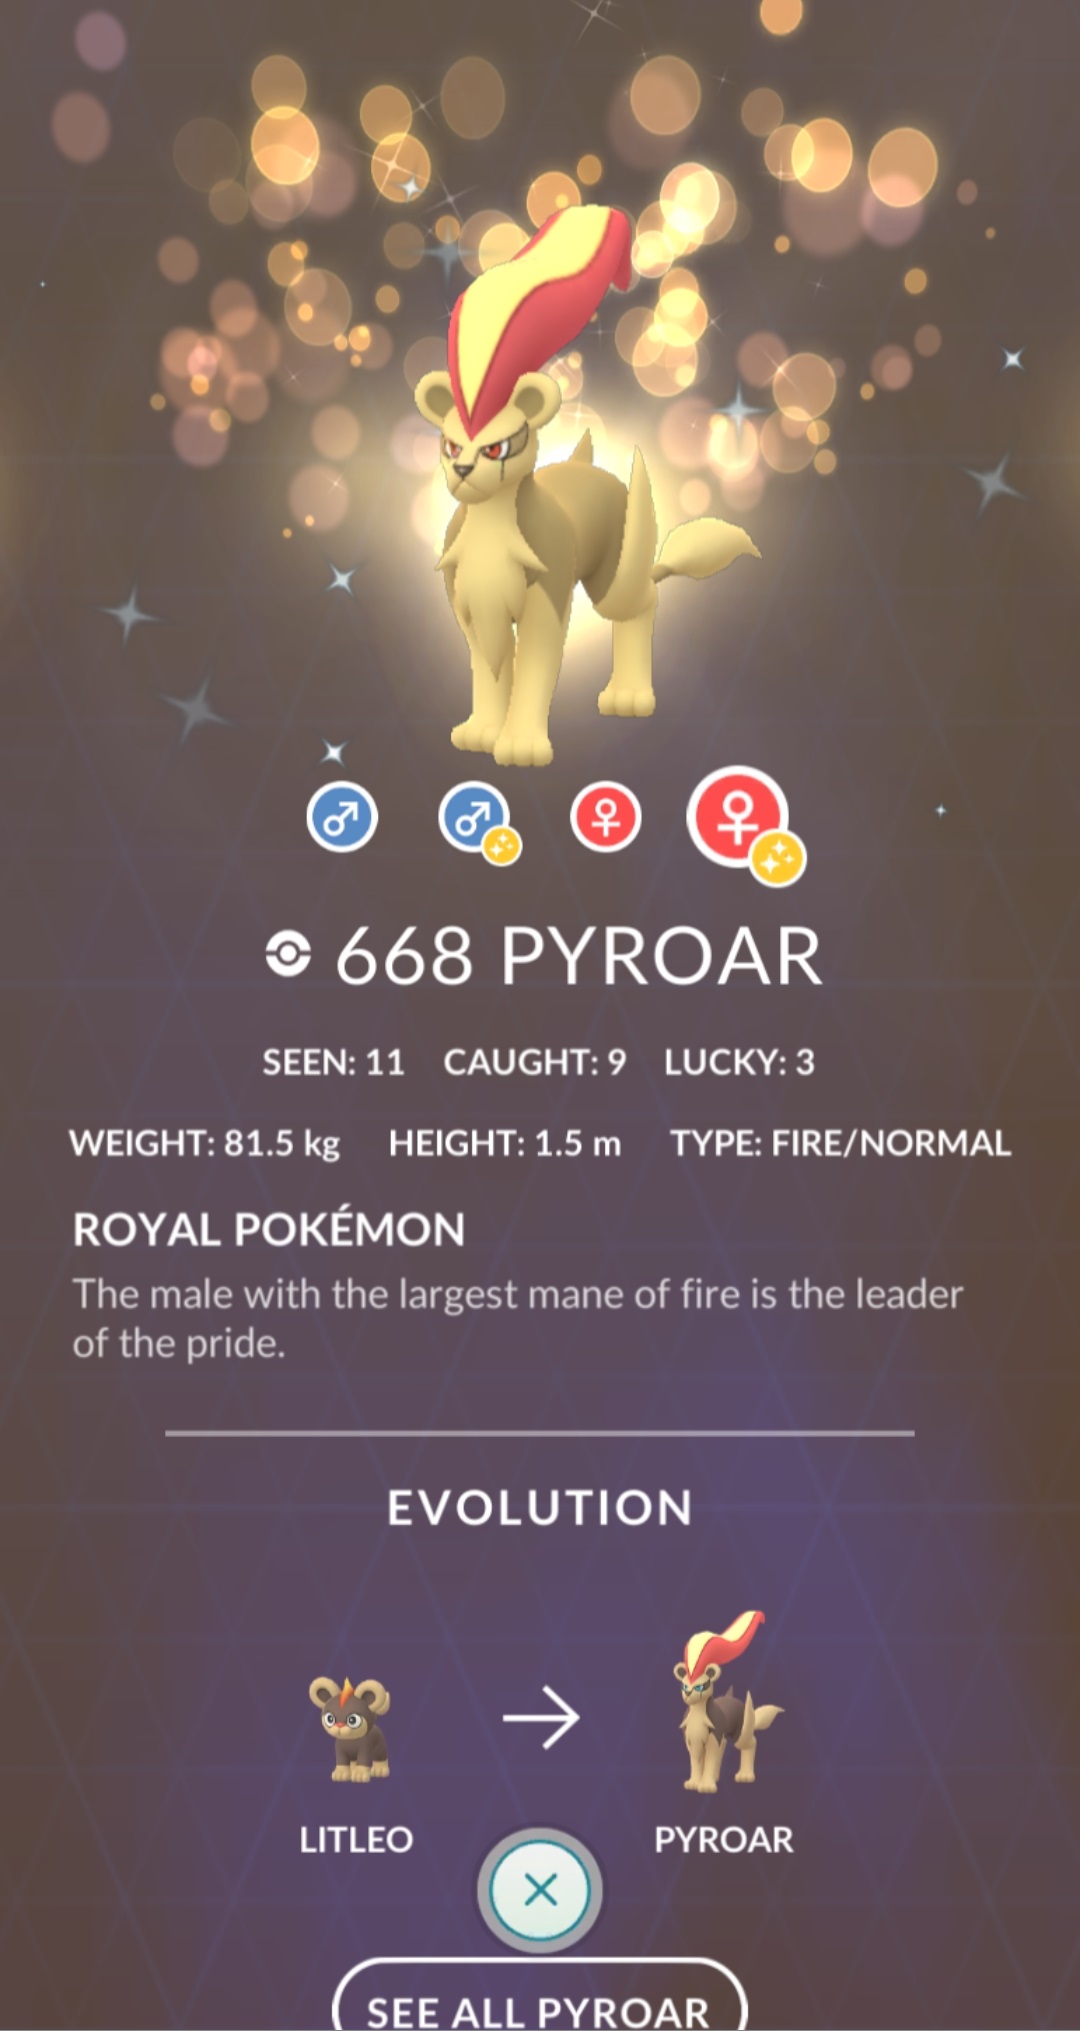 668 PYROAR
SEEN: 11 CAUGHT: 9 LUCKY: 3
WEIGHT: 81.5 kg HEIGHT: 1.5 m TYPE: FIRE/NORMAL
ROYAL POKÉMON
The male with the largest mane of fire is the leader
of the pride.
EVOLUTION
LITLEO PYROAR
SEE ALL PYROAR